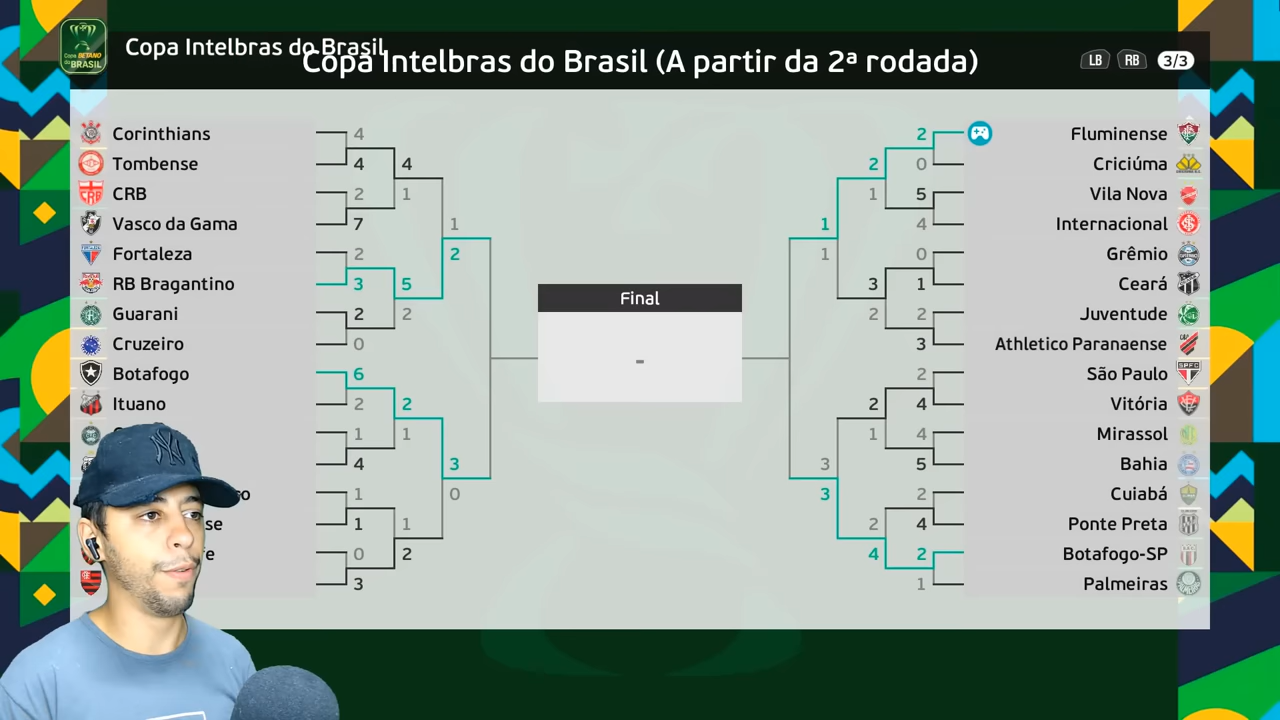 Copa Intelbras do Brasil
Copa Intelbras do Brasil (A partir da 2ª rodada)
LB RB 3/3
Copa BETANO do BRASIL
Corinthians 4
Tombense 4 4
CRB 2 1
Vasco da Gama 7 1
Fortaleza 2 2
RB Bragantino 3 5
Guarani 2 2
Cruzeiro 0
Botafogo 6
Ituano 2 2
1 1
4 3
1 0
se 1 1
0 2
3
Final
-
2 Fluminense
2 0 Criciúma
1 5 Vila Nova
1 4 Internacional
1 0 Grêmio
3 1 Ceará
2 2 Juventude
3 Athletico Paranaense
2 São Paulo
2 4 Vitória
1 4 Mirassol
3 5 Bahia
3 2 Cuiabá
2 4 Ponte Preta
4 2 Botafogo-SP
1 Palmeiras